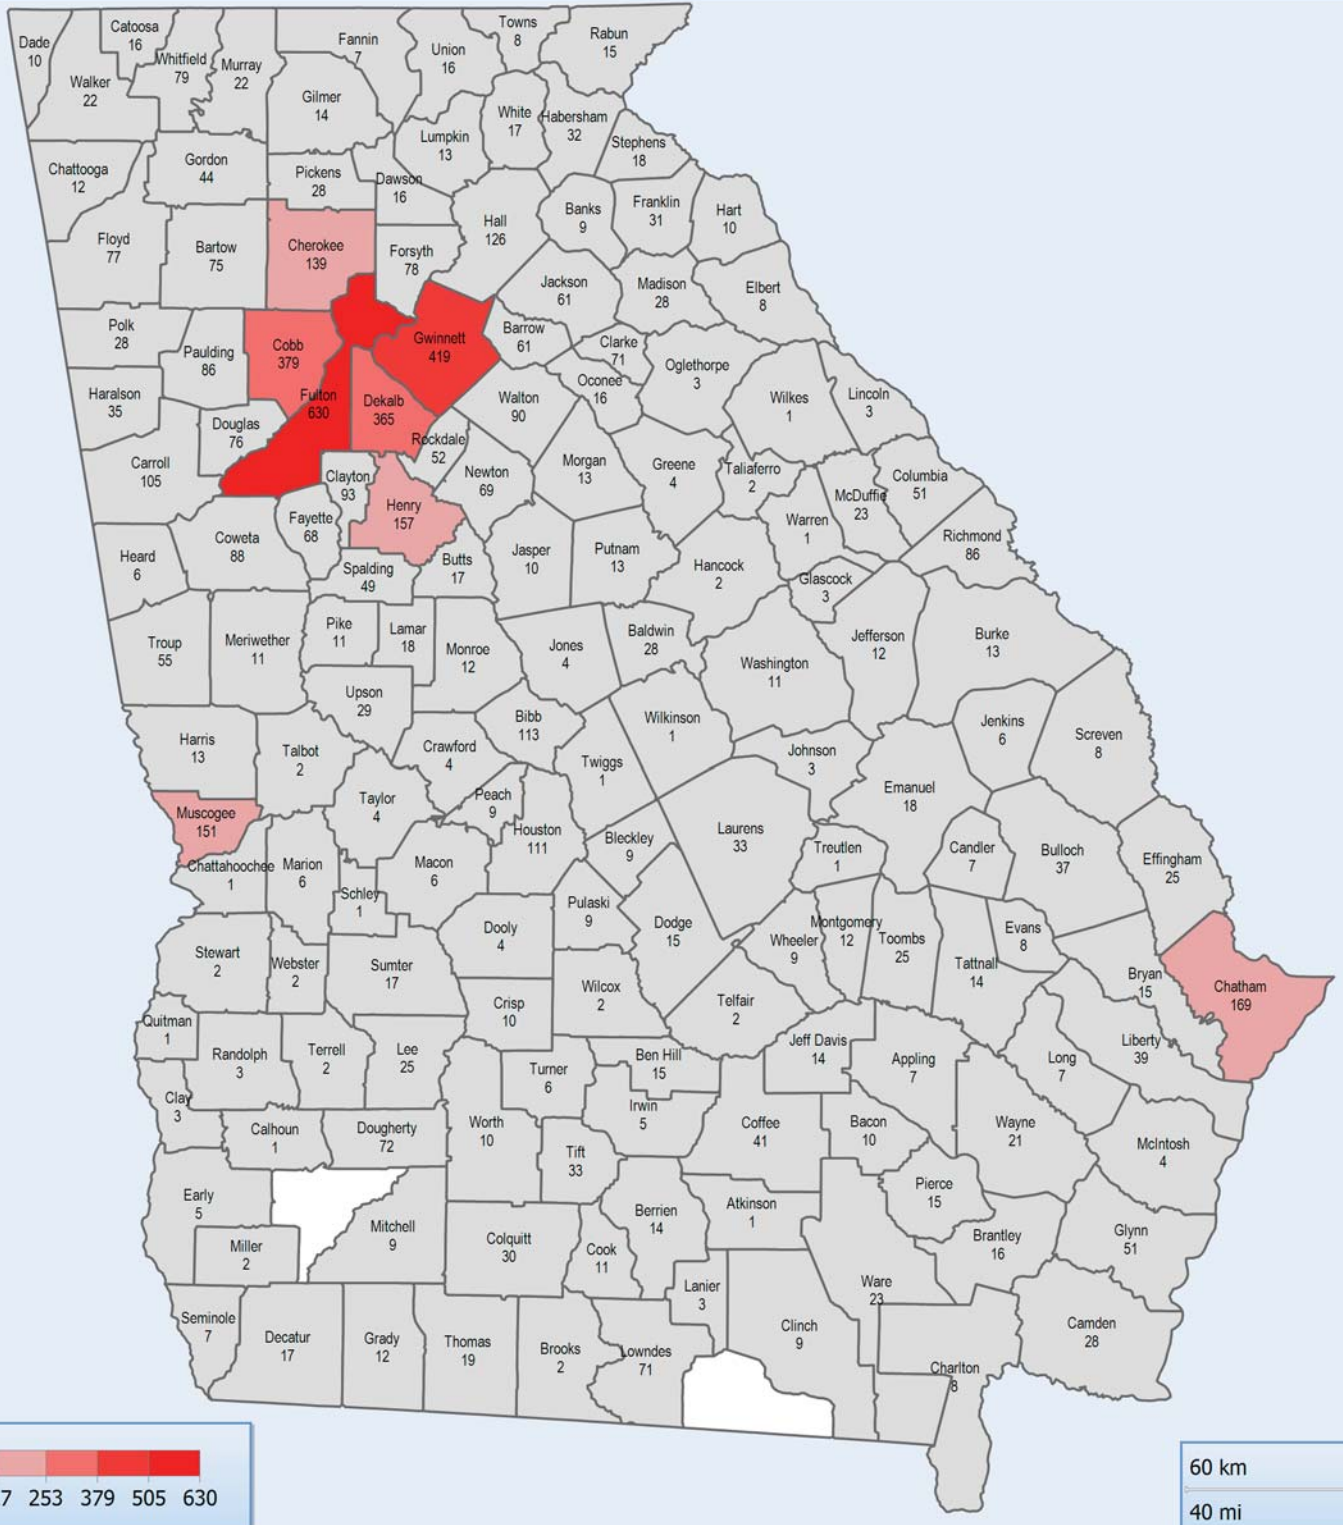 Dade
10
Catoosa
16
Walker
22
Whitfield
79
Murray
22
Fannin
7
Gilmer
14
Union
16
Towns
8
Rabun
15
White
17
Habersham
32
Lumpkin
13
Stephens
18
Chattooga
12
Gordon
44
Pickens
28
Dawson
16
Floyd
77
Bartow
75
Cherokee
139
Forsyth
78
Hall
126
Banks
9
Franklin
31
Hart
10
Jackson
61
Madison
28
Elbert
8
Polk
28
Paulding
86
Cobb
379
Gwinnett
419
Barrow
61
Clarke
71
Oconee
16
Oglethorpe
3
Wilkes
1
Lincoln
3
Haralson
35
Douglas
76
Fulton
630
Dekalb
365
Rockdale
52
Walton
90
Carroll
105
Clayton
93
Henry
157
Newton
69
Morgan
13
Greene
4
Taliaferro
2
McDuffie
23
Columbia
51
Warren
1
Richmond
86
Heard
6
Coweta
88
Fayette
68
Spalding
49
Butts
17
Jasper
10
Putnam
13
Hancock
2
Glascock
3
Troup
55
Meriwether
11
Pike
11
Lamar
18
Monroe
12
Jones
4
Baldwin
28
Washington
11
Jefferson
12
Burke
13
Upson
29
Harris
13
Talbot
2
Crawford
4
Bibb
113
Twiggs
1
Wilkinson
1
Johnson
3
Jenkins
6
Screven
8
Emanuel
18
Muscogee
151
Taylor
4
Peach
9
Houston
111
Bleckley
9
Laurens
33
Treutlen
1
Candler
7
Bulloch
37
Effingham
25
Chattahoochee
1
Marion
6
Schley
1
Macon
6
Dooly
4
Pulaski
9
Dodge
15
Wheeler
9
Montgomery
12
Toombs
25
Tattnall
14
Evans
8
Bryan
15
Chatham
169
Stewart
2
Webster
2
Sumter
17
Crisp
10
Wilcox
2
Telfair
2
Quitman
1
Randolph
3
Terrell
2
Lee
25
Turner
6
Ben Hill
15
Jeff Davis
14
Appling
7
Long
7
Liberty
39
Clay
3
Calhoun
1
Dougherty
72
Worth
10
Tift
33
Irwin
5
Coffee
41
Bacon
10
Wayne
21
McIntosh
4
Early
5
Miller
2
Mitchell
9
Colquitt
30
Cook
11
Berrien
14
Atkinson
1
Pierce
15
Brantley
16
Glynn
51
Seminole
7
Decatur
17
Grady
12
Thomas
19
Brooks
2
Lowndes
71
Lanier
3
Clinch
9
Ware
23
Charlton
8
Camden
28
7 253 379 505 630
60 km
40 mi